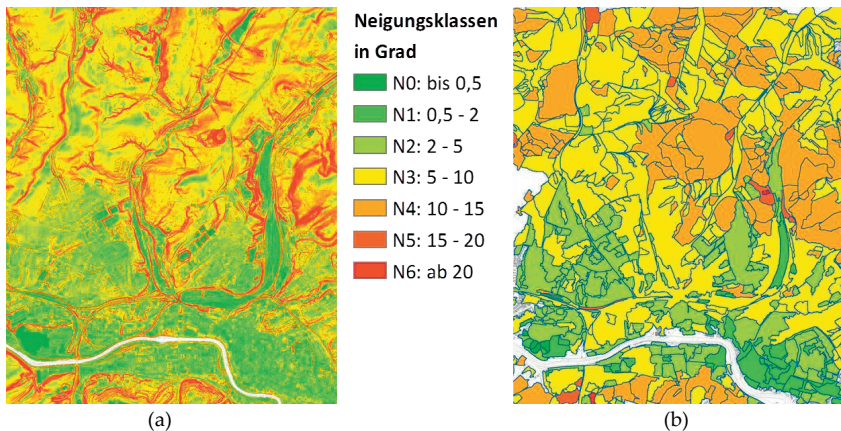 Neigungsklassen
in Grad
N0: bis 0,5
N1: 0,5 - 2
N2: 2 - 5
N3: 5 - 10
N4: 10 - 15
N5: 15 - 20
N6: ab 20
(a)
(b)